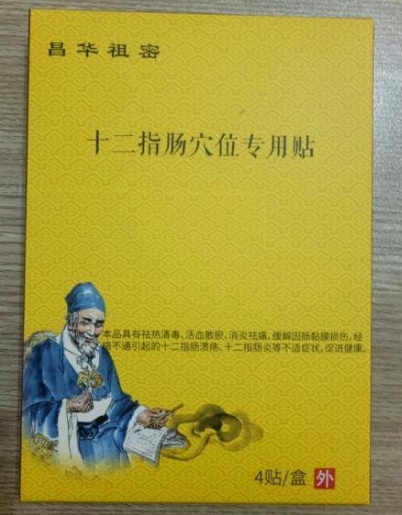 昌华祖密
十二指肠穴位专用贴
本品具有祛热清毒、活血散瘀、消炎祛痛，缓解因肠黏膜损伤，经
络不通引起的十二指肠溃疡、十二指肠炎等不适症状，促进健康。
4贴/盒 外